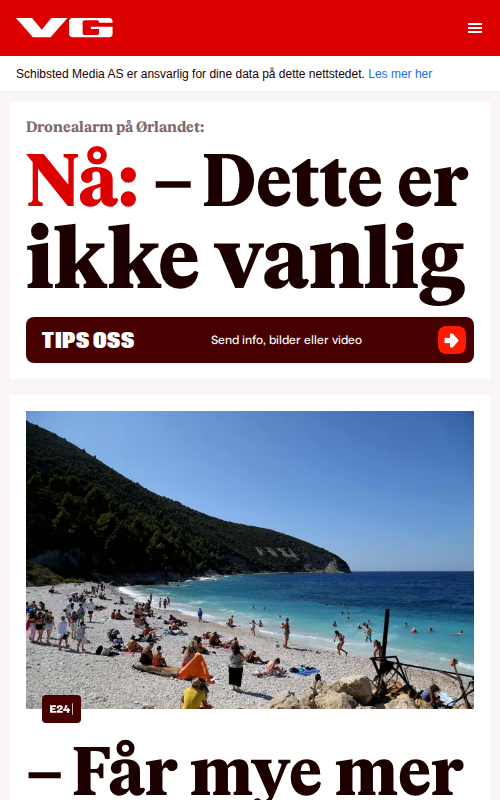 VG
Schibsted Media AS er ansvarlig for dine data på dette nettstedet. Les mer her
Dronealarm på Ørlandet:
Nå: – Dette er
ikke vanlig
TIPS OSS
Send info, bilder eller video
E24
– Får mye mer